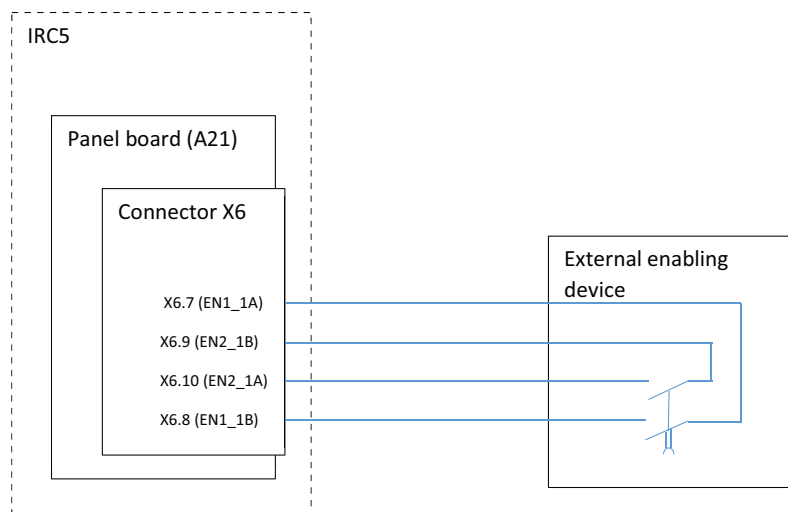 IRC5
Panel board (A21)
Connector X6
External enabling
device
X6.7 (EN1_1A)
X6.9 (EN2_1B)
X6.10 (EN2_1A)
X6.8 (EN1_1B)